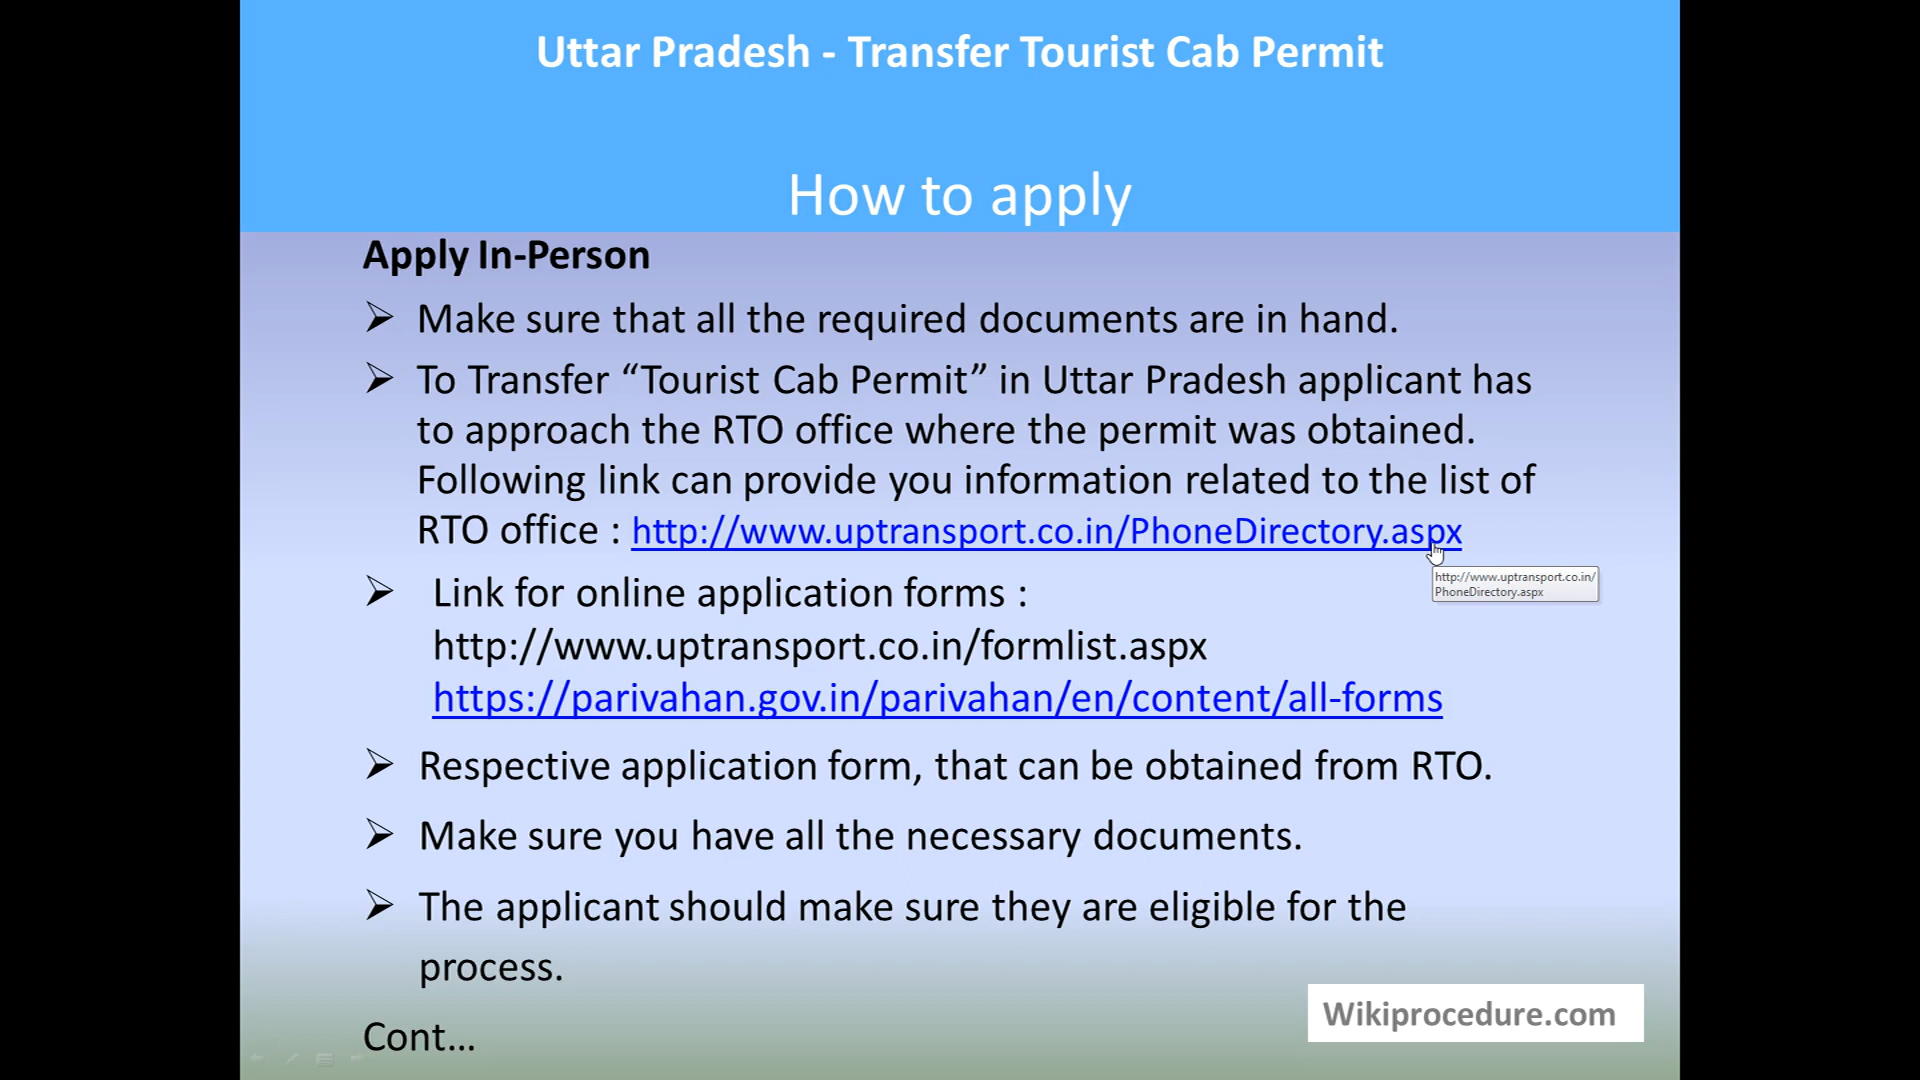 Uttar Pradesh - Transfer Tourist Cab Permit
How to apply
Apply In-Person
➢ Make sure that all the required documents are in hand.
➢ To Transfer “Tourist Cab Permit” in Uttar Pradesh applicant has
to approach the RTO office where the permit was obtained.
Following link can provide you information related to the list of
RTO office : http://www.uptransport.co.in/PhoneDirectory.aspx
http://www.uptransport.co.in/
PhoneDirectory.aspx
➢ Link for online application forms :
http://www.uptransport.co.in/formlist.aspx
https://parivahan.gov.in/parivahan/en/content/all-forms
➢ Respective application form, that can be obtained from RTO.
➢ Make sure you have all the necessary documents.
➢ The applicant should make sure they are eligible for the
process.
Cont...
Wikiprocedure.com